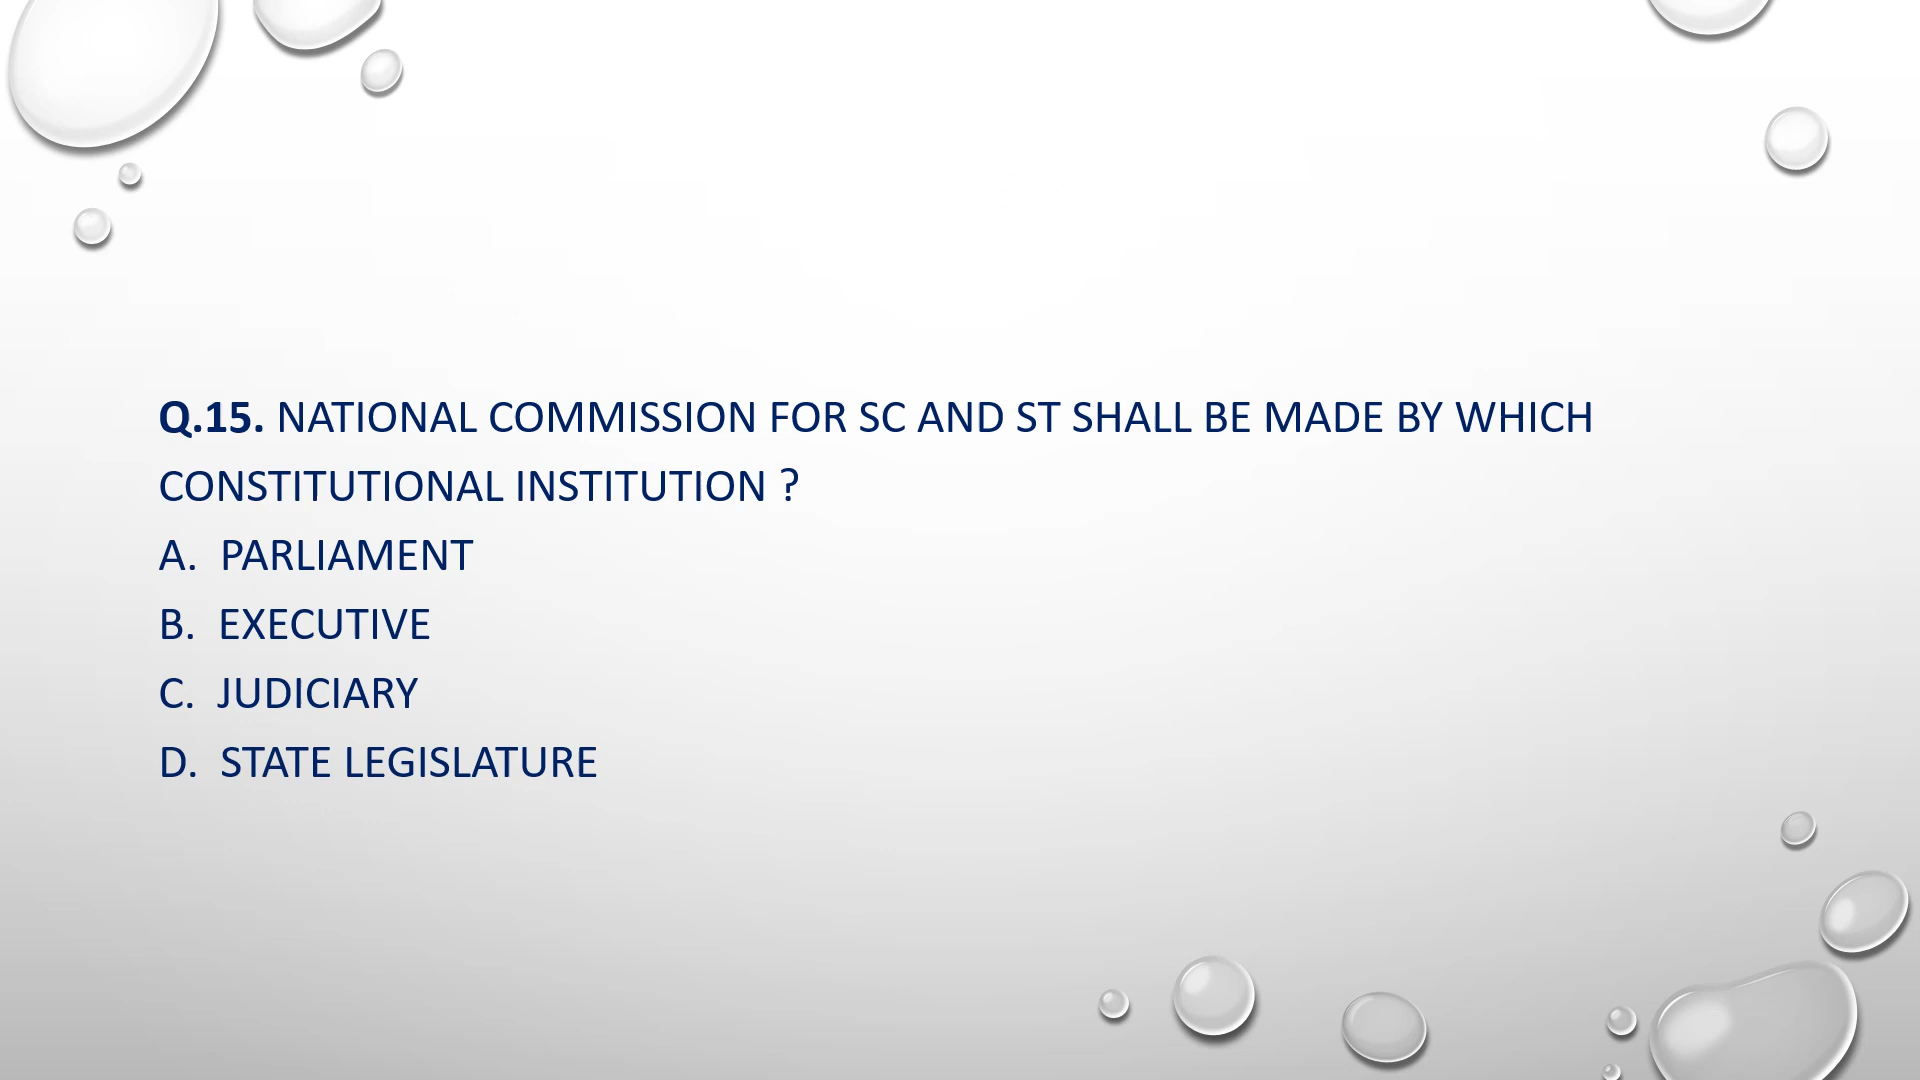 Q.15. NATIONAL COMMISSION FOR SC AND ST SHALL BE MADE BY WHICH
CONSTITUTIONAL INSTITUTION ?
A. PARLIAMENT
B. EXECUTIVE
C. JUDICIARY
D. STATE LEGISLATURE